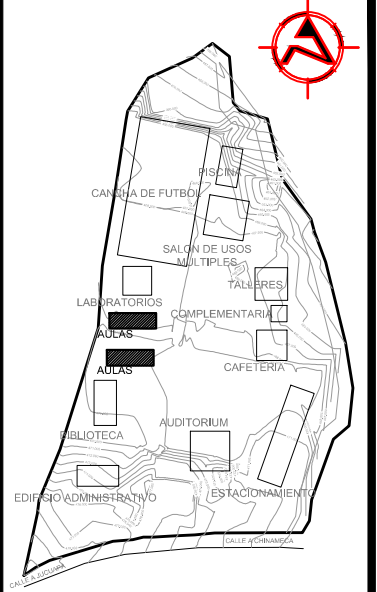 PISCINA
CANCHA DE FUTBOL
SALON DE USOS
MULTIPLES
TALLERES
LABORATORIOS
COMPLEMENTARIA
AULAS
AULAS
CAFETERIA
BIBLIOTECA
AUDITORIUM
EDIFICIO ADMINISTRATIVO
ESTACIONAMIENTO
CALLE A CHINAMECA
CALLE A JUCUAPA